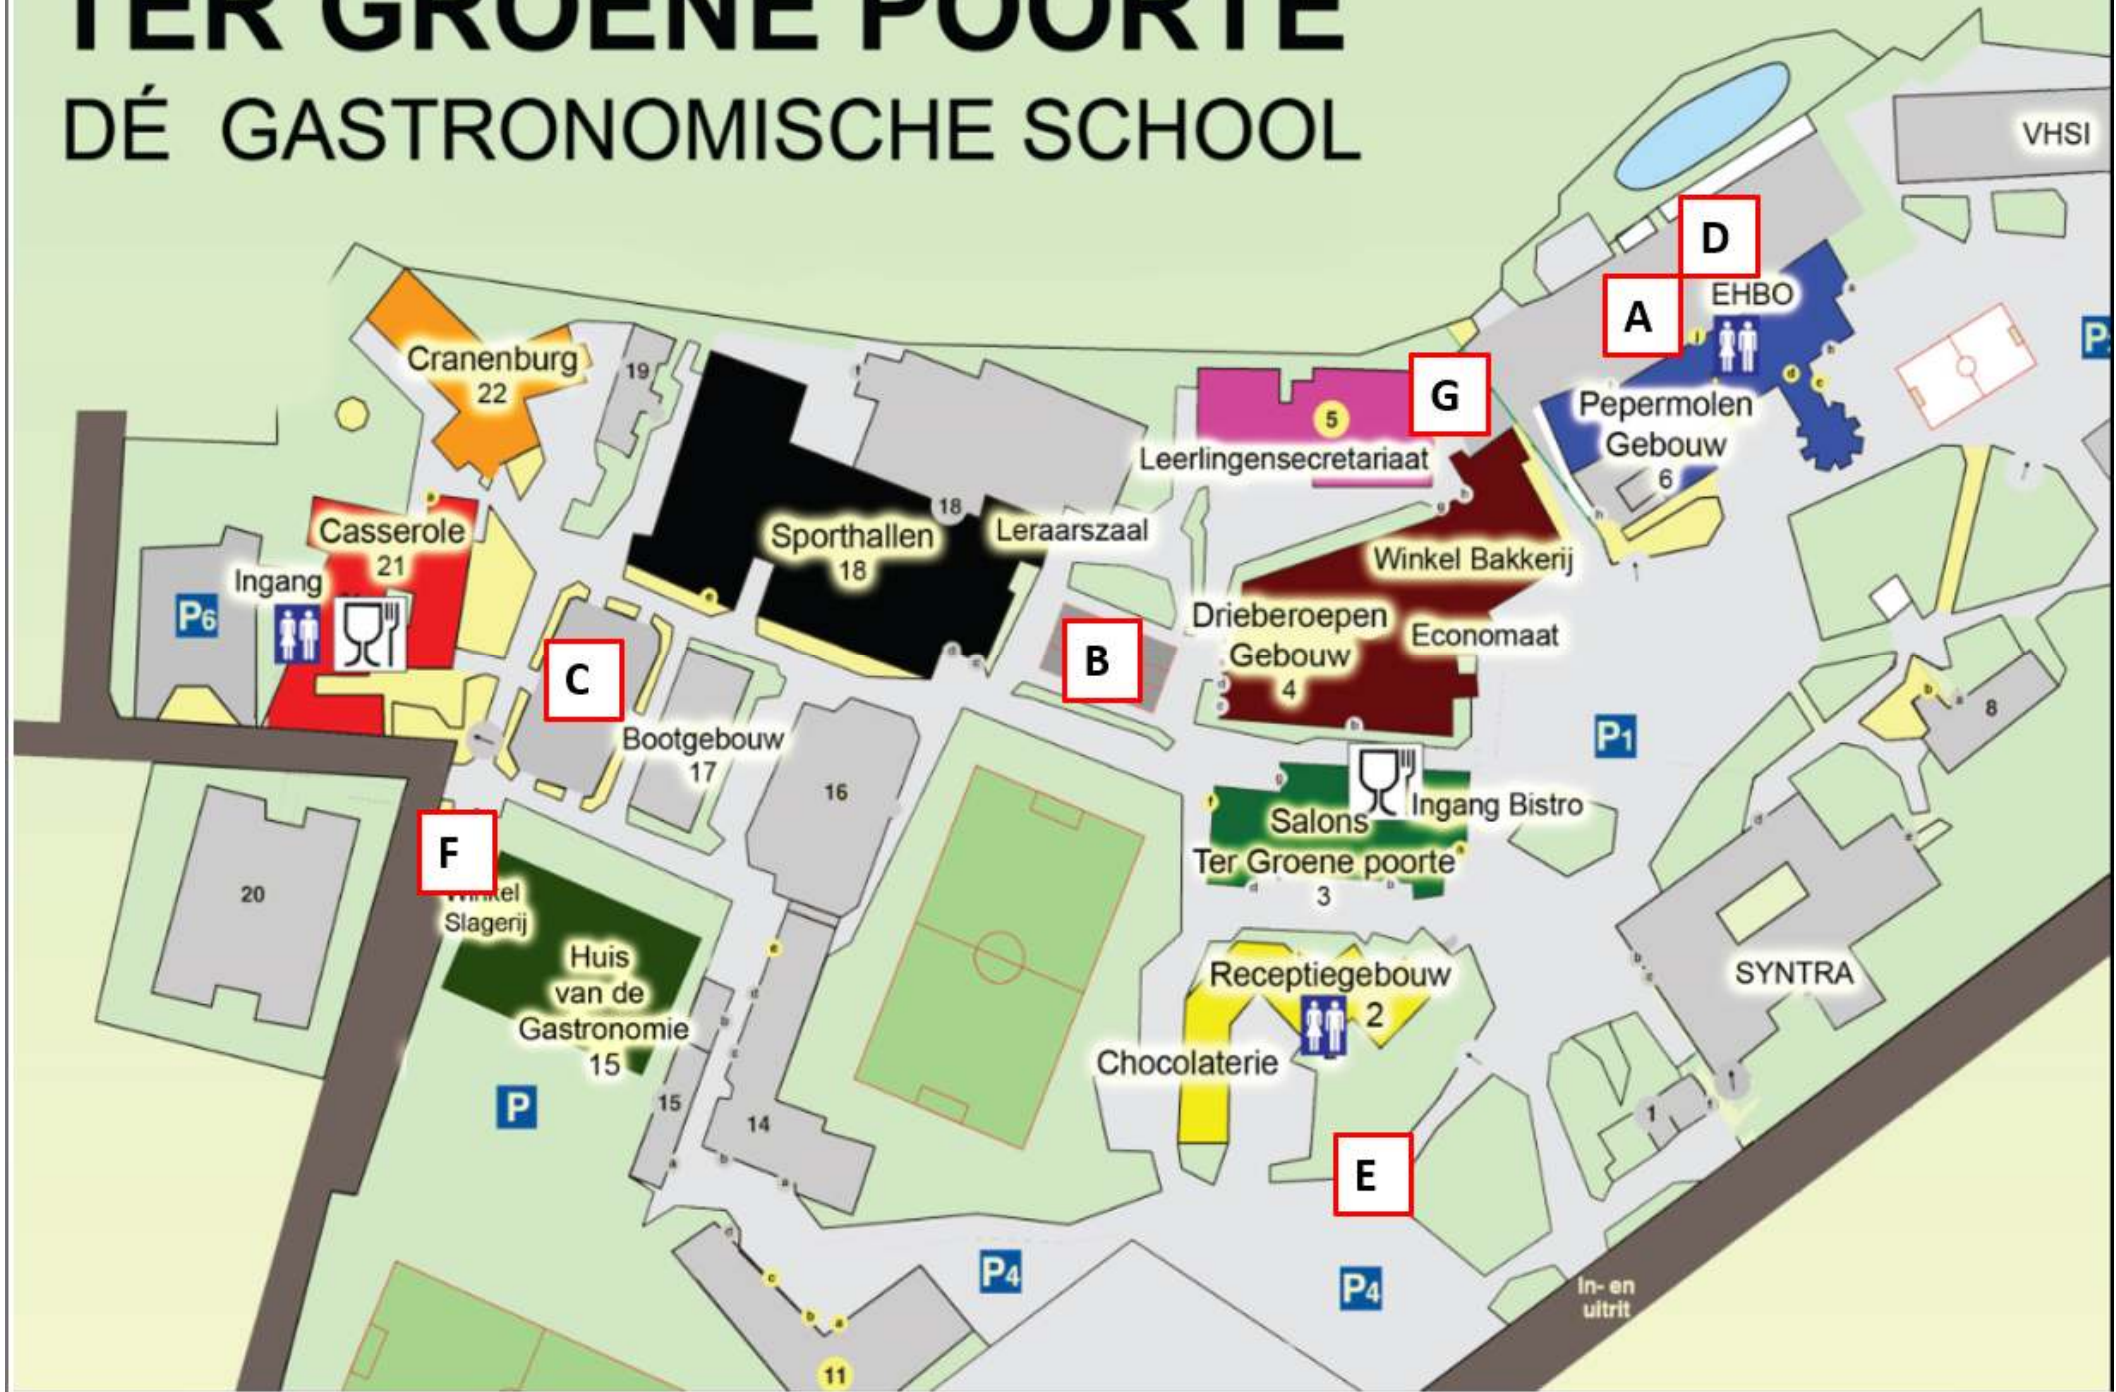 TER GROENE POORTE
DÉ GASTRONOMISCHE SCHOOL
VHSI
D
EHBO
A
Cranenburg
22
19
G
5
Leerlingensecretariaat
Pepermolen
Gebouw
6
Casserole
21
Ingang
P6
18
Sporthallen
18
Leraarszaal
Winkel Bakkerij
Drieberoepen
Gebouw
4
Economaat
B
C
Bootgebouw
17
16
P1
8
Ingang Bistro
Salons
Ter Groene poorte
3
F
20
Winkel
Slagerij
Huis
van de
Gastronomie
15
Receptiegebouw
2
Chocolaterie
SYNTRA
P
15
14
1
E
P4
P4
In- en
uitrit
11